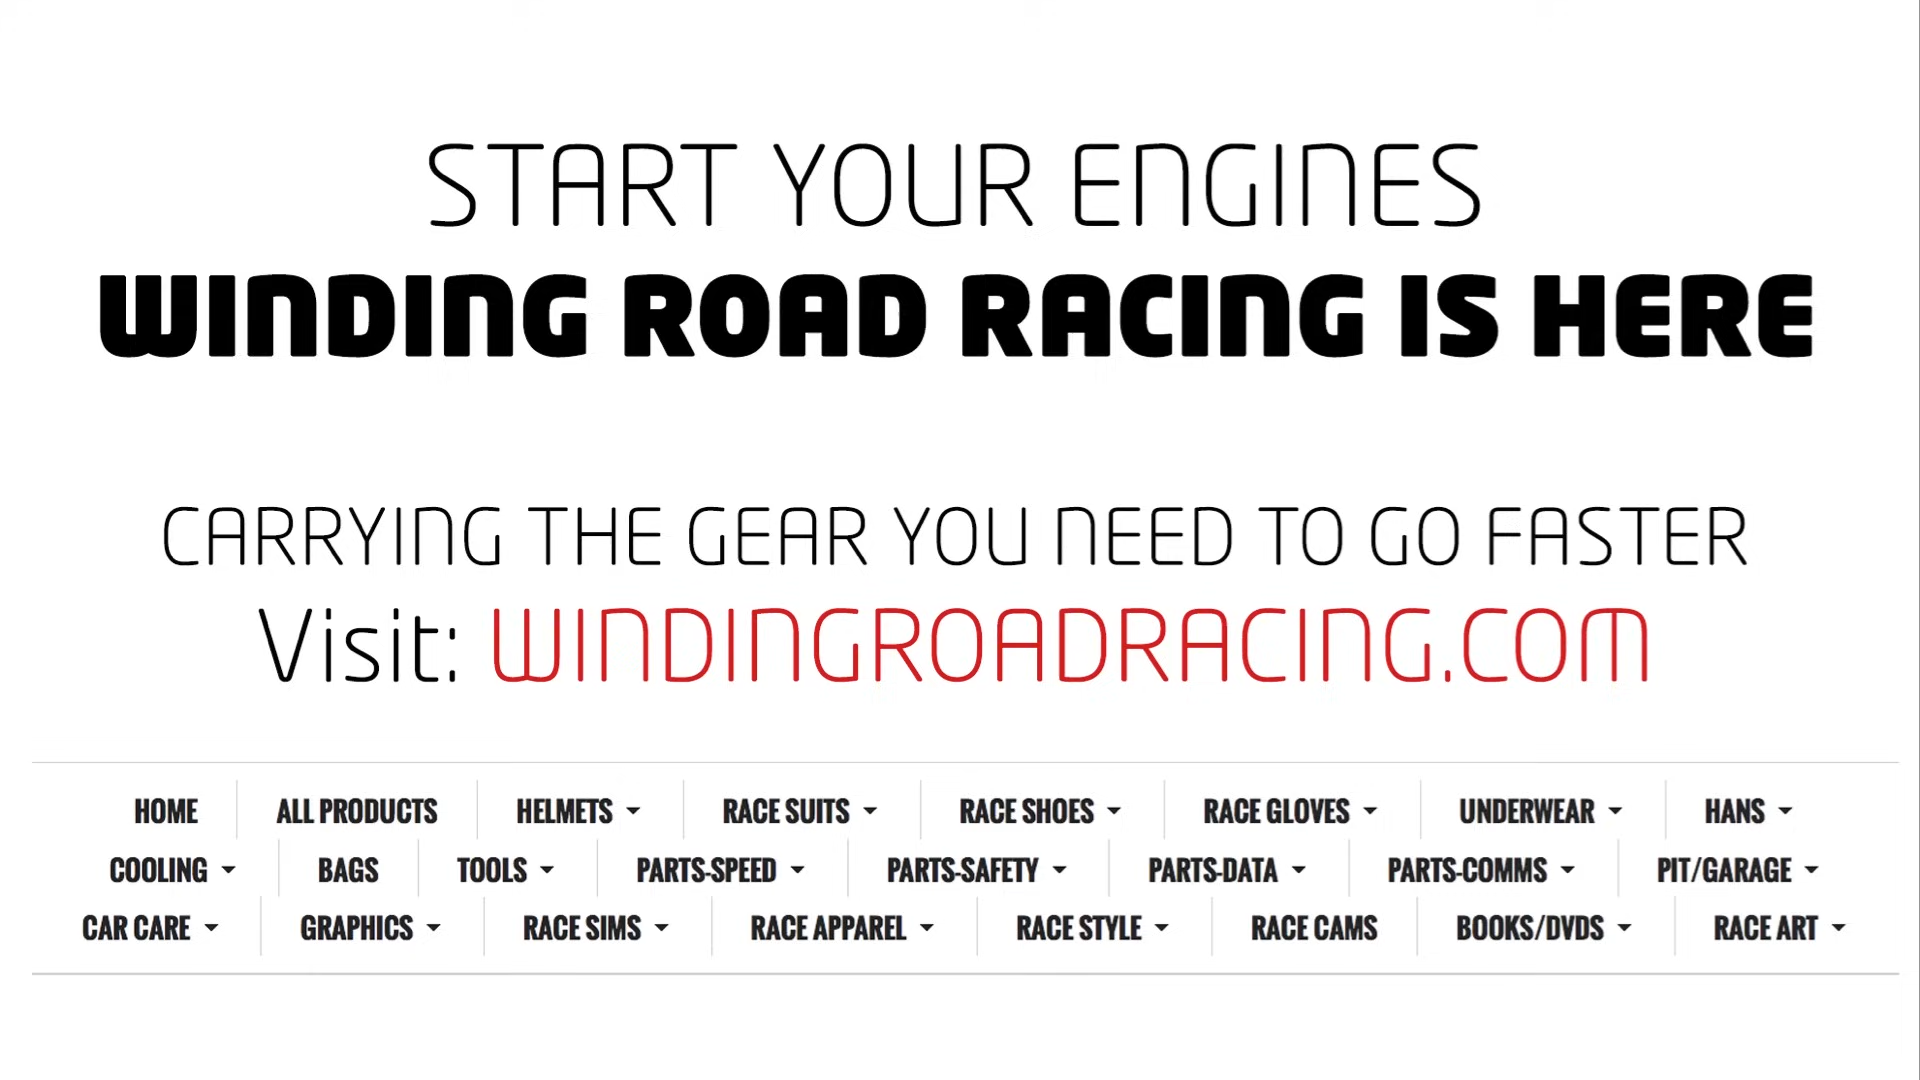 START YOUR ENGINES
WINDING ROAD RACING IS HERE
CARRYING THE GEAR YOU NEED TO GO FASTER
Visit: WINDINGROADRACING.COM
HOME ALL PRODUCTS HELMETS RACE SUITS RACE SHOES RACE GLOVES UNDERWEAR HANS
COOLING BAGS TOOLS PARTS-SPEED PARTS-SAFETY PARTS-DATA PARTS-COMMS PIT/GARAGE
CAR CARE GRAPHICS RACE SIMS RACE APPAREL RACE STYLE RACE CAMS BOOKS/DVDS RACE ART